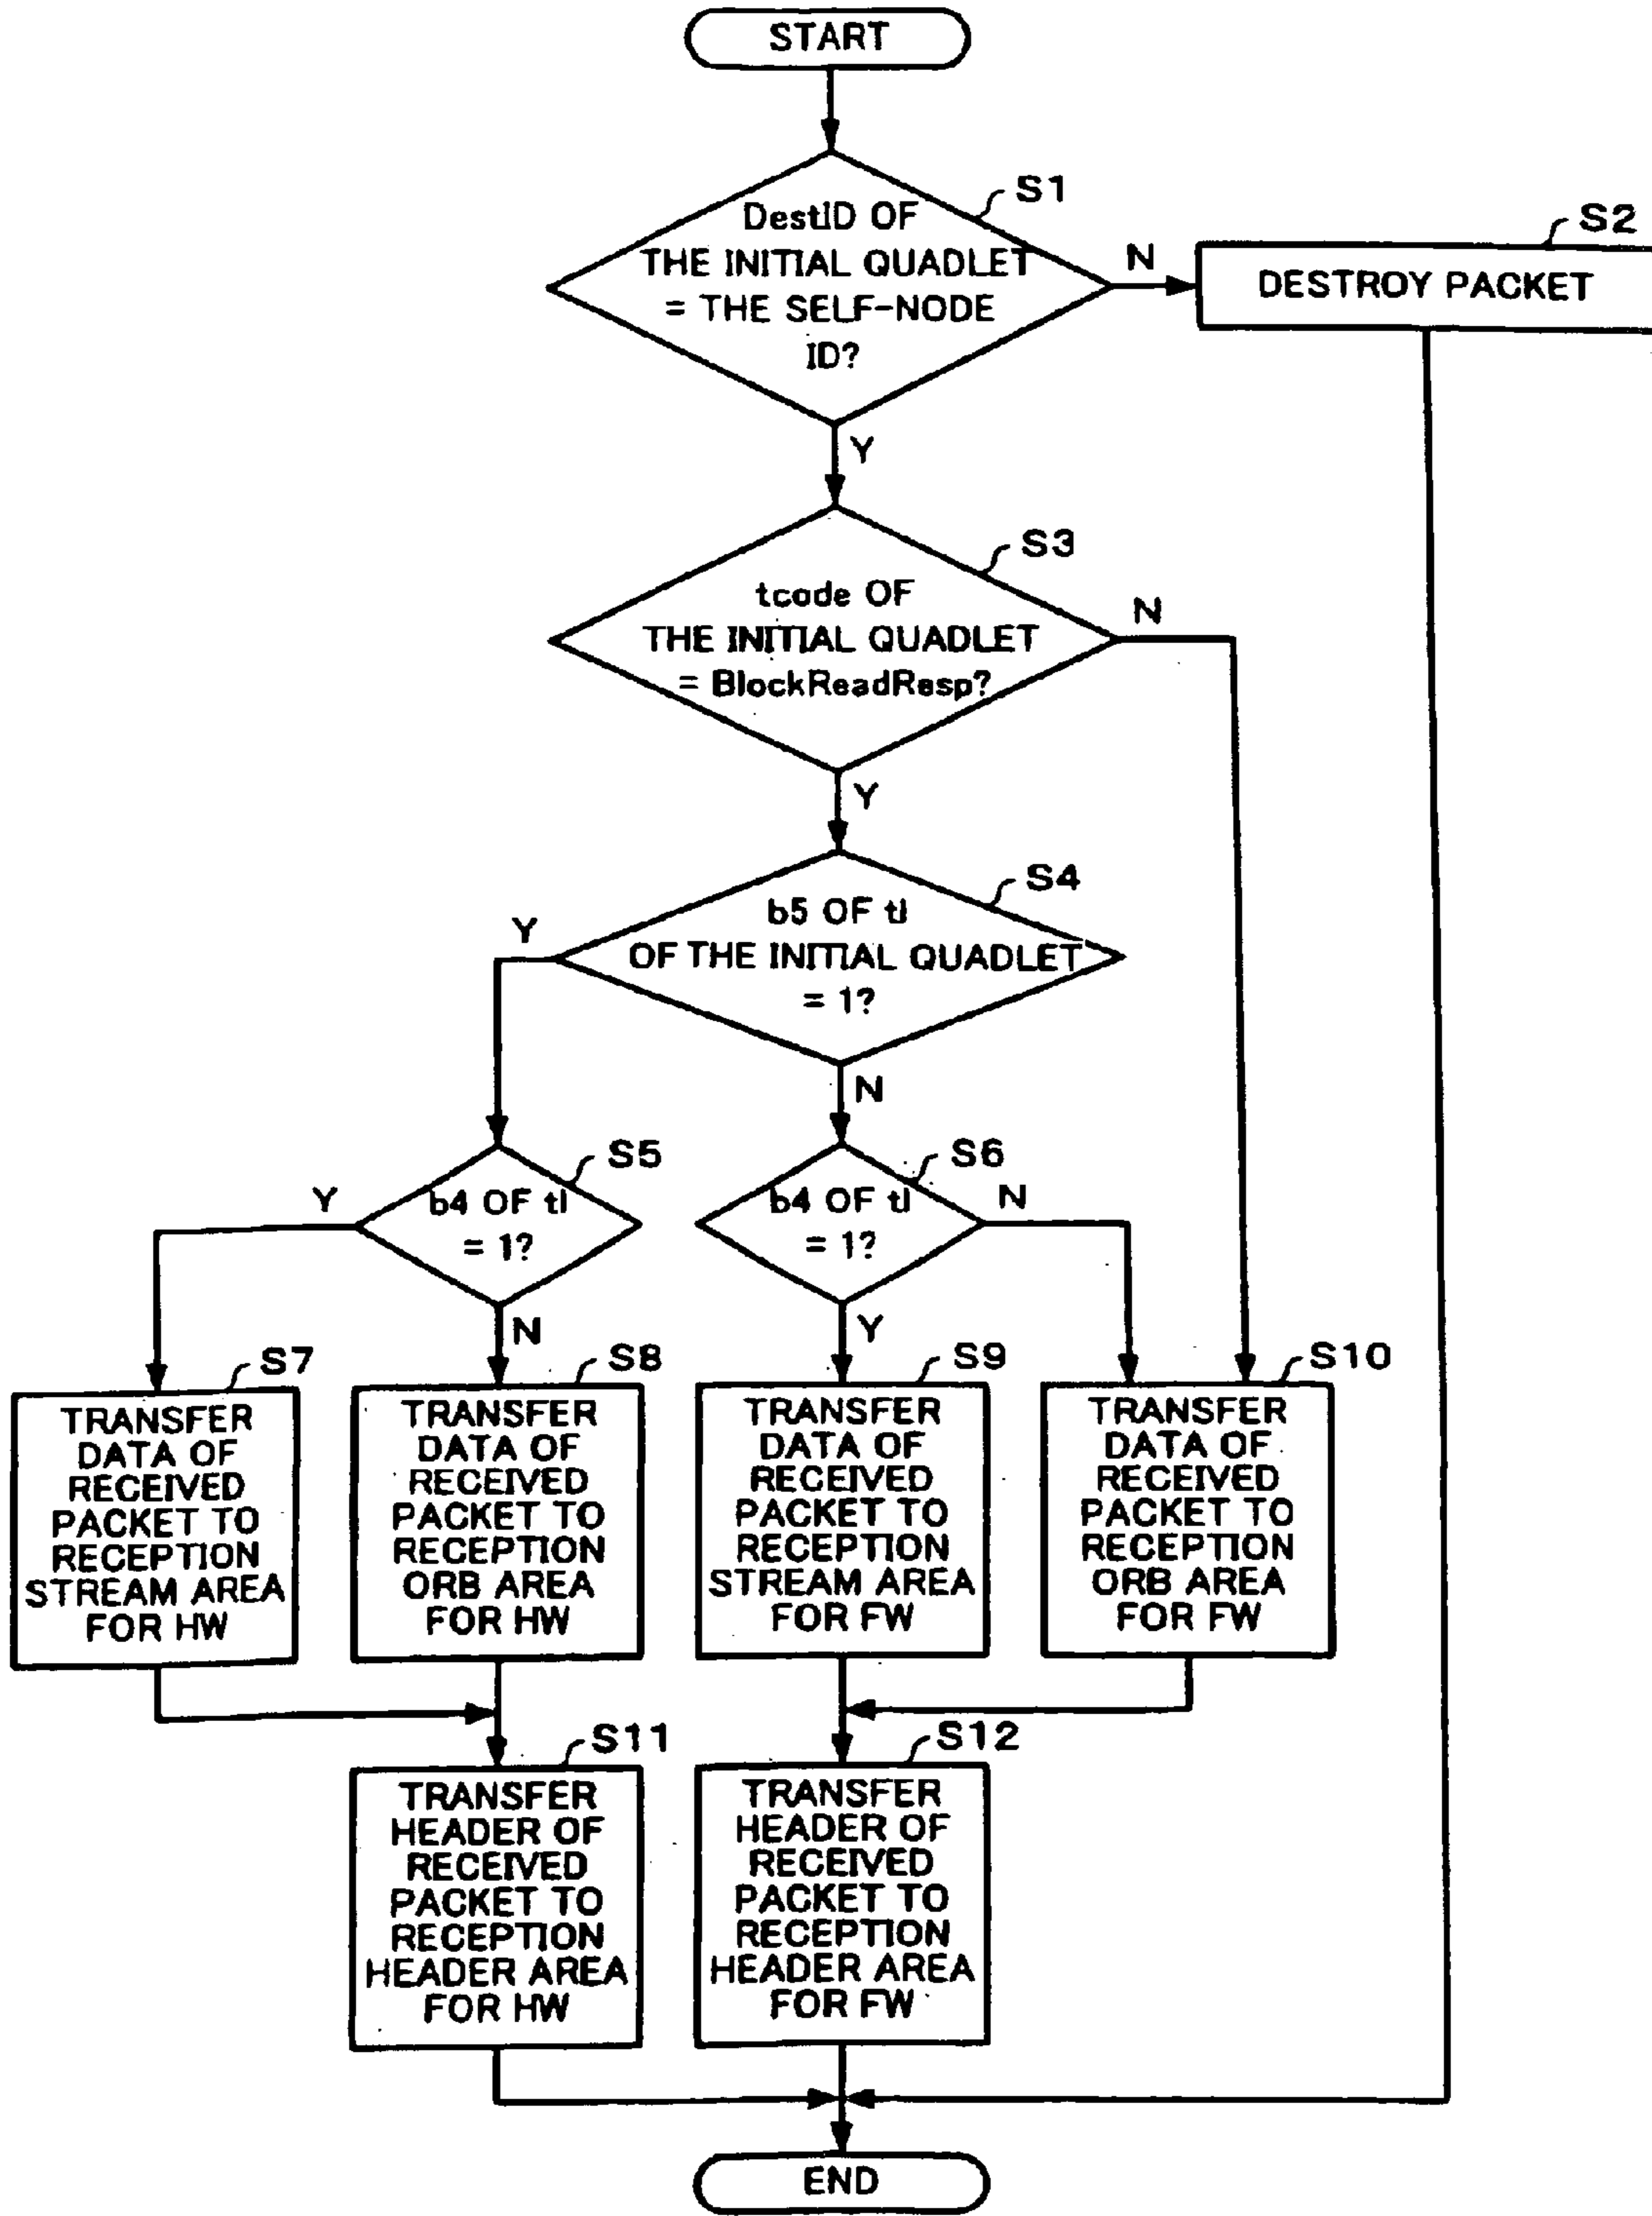 START
S1
DestID OF
THE INITIAL QUADLET
= THE SELF-NODE
ID?
N
S2
DESTROY PACKET
Y
S3
tcode OF
THE INITIAL QUADLET
= BlockReadResp?
N
Y
S4
b5 OF tl
OF THE INITIAL QUADLET
= 1?
Y
N
S5
b4 OF tl
= 1?
Y
N
S6
b4 OF tl
= 1?
N
Y
S7
TRANSFER
DATA OF
RECEIVED
PACKET TO
RECEPTION
STREAM AREA
FOR HW
S8
TRANSFER
DATA OF
RECEIVED
PACKET TO
RECEPTION
ORB AREA
FOR HW
S9
TRANSFER
DATA OF
RECEIVED
PACKET TO
RECEPTION
STREAM AREA
FOR FW
S10
TRANSFER
DATA OF
RECEIVED
PACKET TO
RECEPTION
ORB AREA
FOR FW
S11
TRANSFER
HEADER OF
RECEIVED
PACKET TO
RECEPTION
HEADER AREA
FOR HW
S12
TRANSFER
HEADER OF
RECEIVED
PACKET TO
RECEPTION
HEADER AREA
FOR FW
END